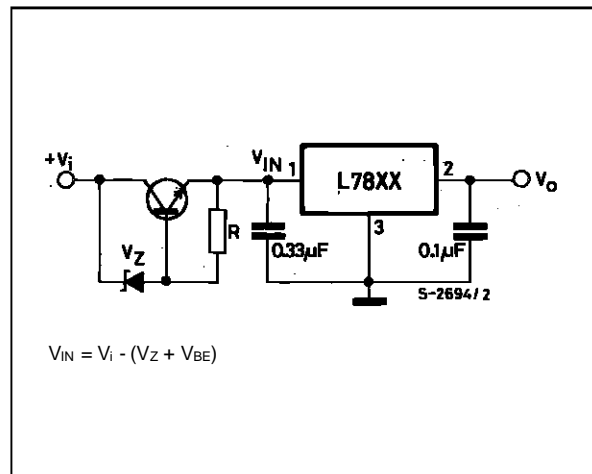 +Vi
VIN
1
L78XX
2
Vo
VZ
R
0.33µF
3
0.1µF
S-2694/2
VIN = Vi - (VZ + VBE)